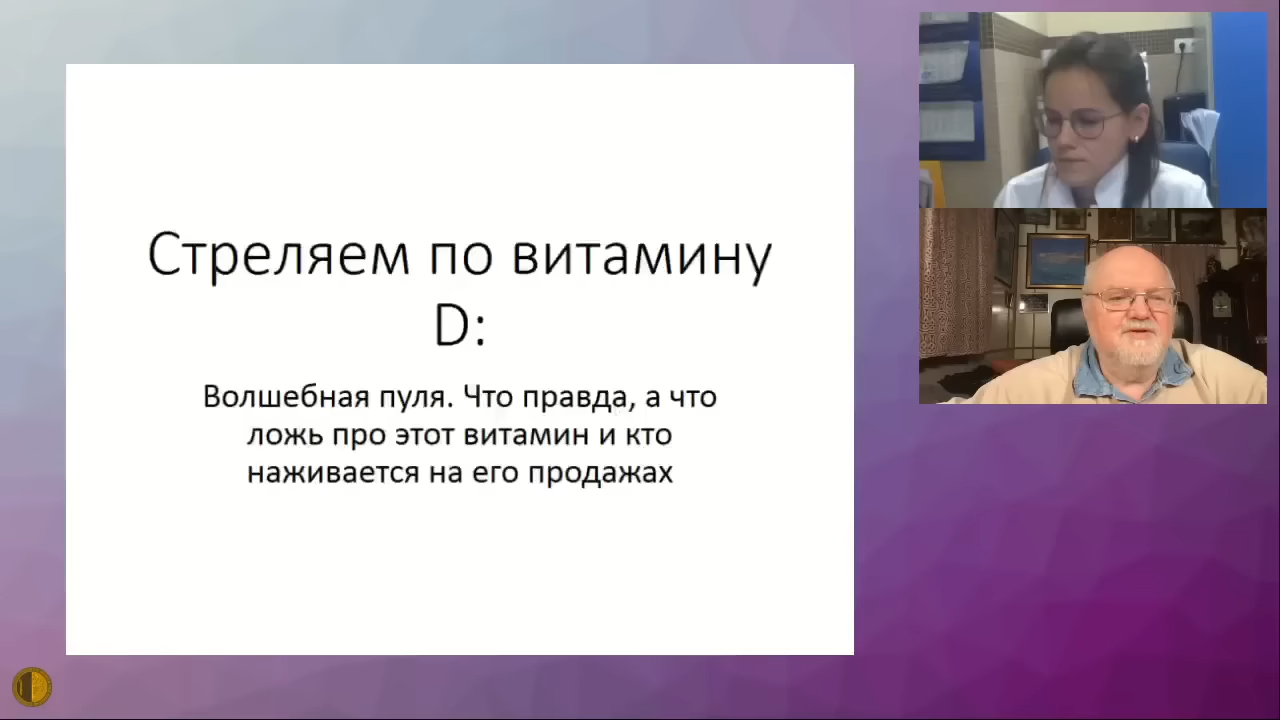 Стреляем по витамину
D:
Волшебная пуля. Что правда, а что
ложь про этот витамин и кто
наживается на его продажах